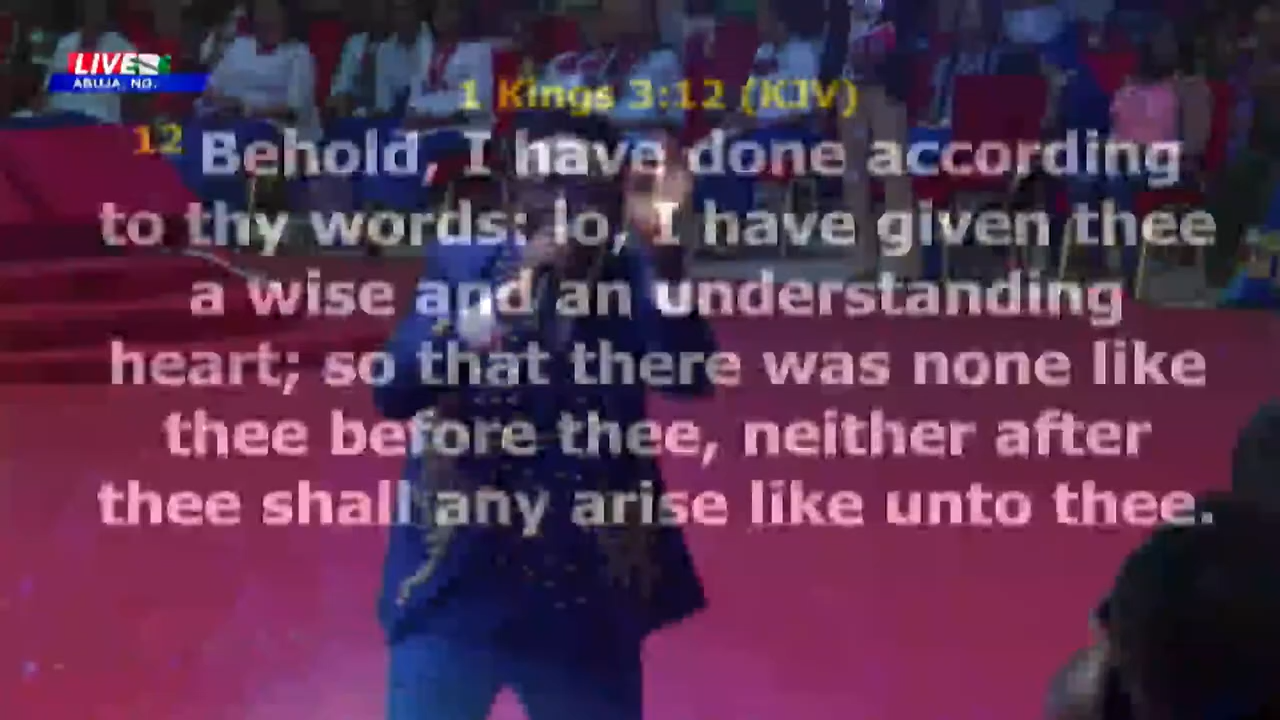 LIVE
ABUJA, NG.
1 Kings 3:12 (KJV)
12 Behold, I have done according
to thy words: lo, I have given thee
a wise and an understanding
heart; so that there was none like
thee before thee, neither after
thee shall any arise like unto thee.